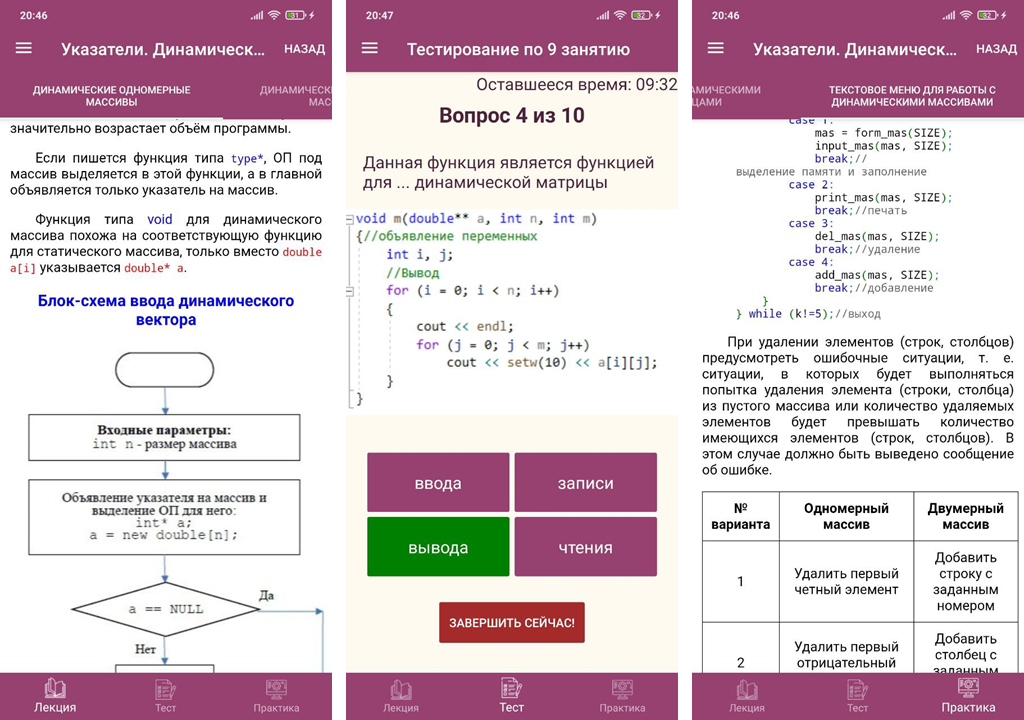 20:46
31
Указатели. Динамическ...
НАЗАД
ДИНАМИЧЕСКИЕ ОДНОМЕРНЫЕ
МАССИВЫ
ДИНАМИЧЕСКИ
МАС
значительно возрастает объём программы.
Если пишется функция типа type*, ОП под
массив выделяется в этой функции, а в главной
объявляется только указатель на массив.
Функция типа void для динамического
массива похожа на соответствующую функцию
для статического массива, только вместо double
a[i] указывается double* a.
Блок-схема ввода динамического
вектора
Входные параметры:
int n - размер массива
Объявление указателя на массив и
выделение ОП для него:
int* a;
a = new double[n];
a == NULL
Да
Нет
Лекция
Тест
Практика
20:47
32
Тестирование по 9 занятию
Оставшееся время: 09:32
Вопрос 4 из 10
Данная функция является функцией
для ... динамической матрицы
void m(double** a, int n, int m)
{//объявление переменных
int i, j;
//Вывод
for (i = 0; i < n; i++)
{
cout << endl;
for (j = 0; j < m; j++)
cout << setw(10) << a[i][j];
}
}
ввода
записи
вывода
чтения
ЗАВЕРШИТЬ СЕЙЧАС!
Лекция
Тест
Практика
20:46
32
Указатели. Динамическ...
НАЗАД
АМИЧЕСКИМИ
ЦАМИ
ТЕКСТОВОЕ МЕНЮ ДЛЯ РАБОТЫ С
ДИНАМИЧЕСКИМИ МАССИВАМИ
case 1:
mas = form_mas(SIZE);
input_mas(mas, SIZE);
break;//
выделение памяти и заполнение
case 2:
print_mas(mas, SIZE);
break;//печать
case 3:
del_mas(mas, SIZE);
break;//удаление
case 4:
add_mas(mas, SIZE);
break;//добавление
}
} while (k!=5);//выход
При удалении элементов (строк, столбцов)
предусмотреть ошибочные ситуации, т. е.
ситуации, в которых будет выполняться
попытка удаления элемента (строки, столбца)
из пустого массива или количество удаляемых
элементов будет превышать количество
имеющихся элементов (строк, столбцов). В
этом случае должно быть выведено сообщение
об ошибке.
№
варианта
Одномерный
массив
Двумерный
массив
1
Удалить первый
четный элемент
Добавить
строку с
заданным
номером
2
Удалить первый
отрицательный
Добавить
столбец с
заданным
Лекция
Тест
Практика